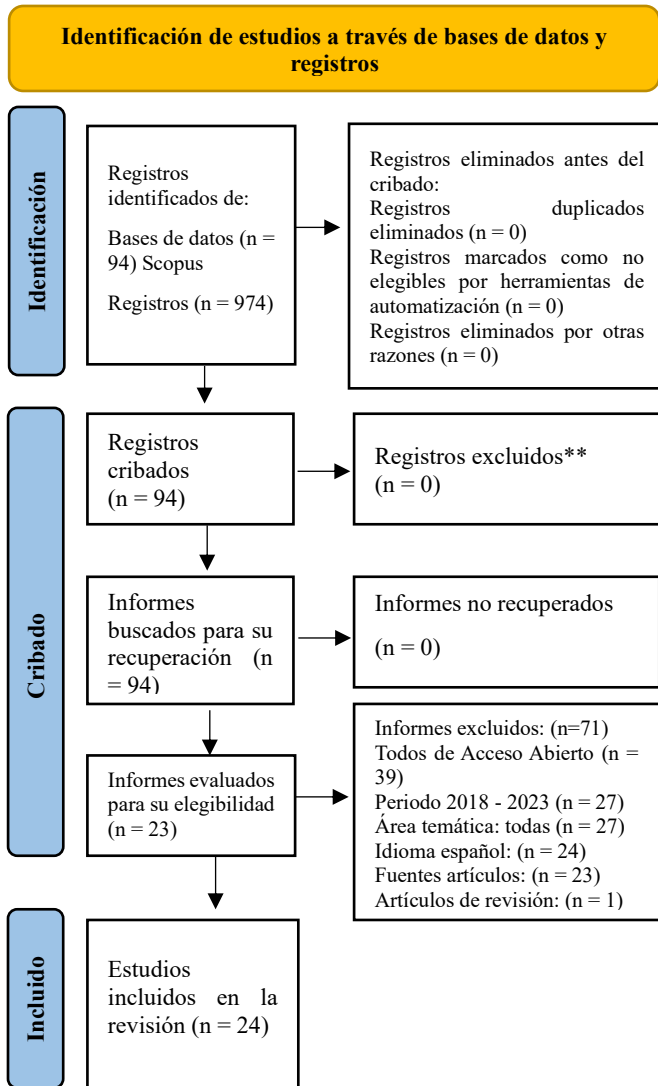 Identificación de estudios a través de bases de datos y
registros
Identificación
Registros
identificados de:
Bases de datos (n =
94) Scopus
Registros (n = 974)
Registros eliminados antes del
cribado:
Registros duplicados
eliminados (n = 0)
Registros marcados como no
elegibles por herramientas de
automatización (n = 0)
Registros eliminados por otras
razones (n = 0)
Cribado
Registros
cribados
(n = 94)
Registros excluidos**
(n = 0)
Informes
buscados para su
recuperación (n
= 94)
Informes no recuperados
(n = 0)
Informes evaluados
para su elegibilidad
(n = 23)
Informes excluidos: (n=71)
Todos de Acceso Abierto (n =
39)
Periodo 2018 - 2023 (n = 27)
Área temática: todas (n = 27)
Idioma español: (n = 24)
Fuentes artículos: (n = 23)
Artículos de revisión: (n = 1)
Incluido
Estudios
incluidos en la
revisión (n = 24)